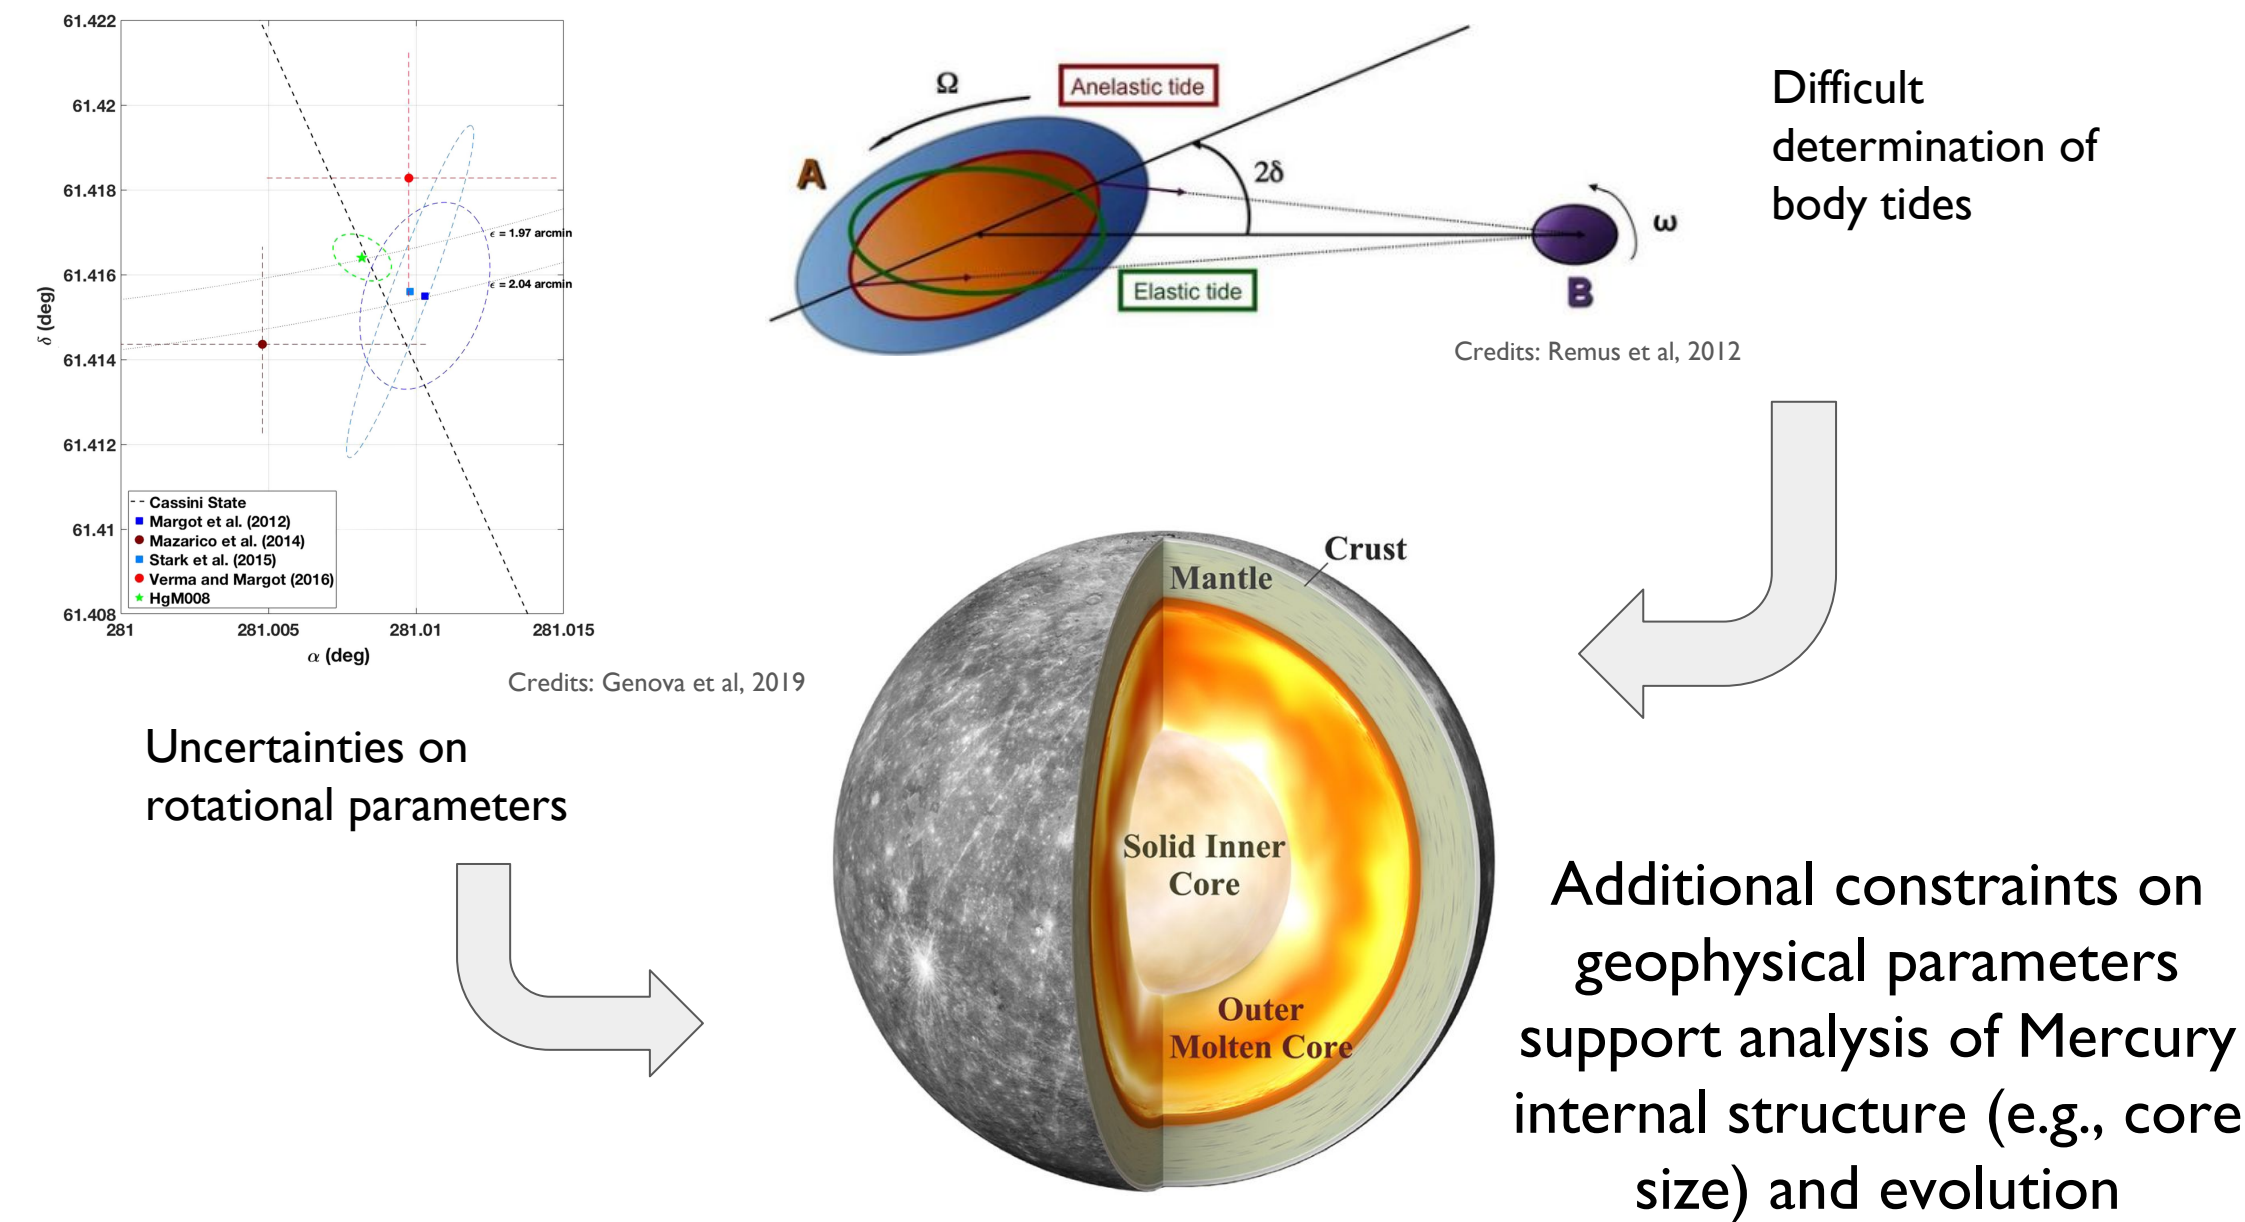 61.422
61.42
61.418
61.416
61.414
61.412
61.41
61.408
δ (deg)
ϵ = 1.97 arcmin
ϵ = 2.04 arcmin
Cassini State
Margot et al. (2012)
Mazarico et al. (2014)
Stark et al. (2015)
Verma and Margot (2016)
HgM008
281
281.005
281.01
281.015
α (deg)
Credits: Genova et al, 2019
Ω
Anelastic tide
A
2δ
ω
Elastic tide
B
Credits: Remus et al, 2012
Difficult
determination of
body tides
Uncertainties on
rotational parameters
Crust
Mantle
Solid Inner
Core
Outer
Molten Core
Additional constraints on
geophysical parameters
support analysis of Mercury
internal structure (e.g., core
size) and evolution